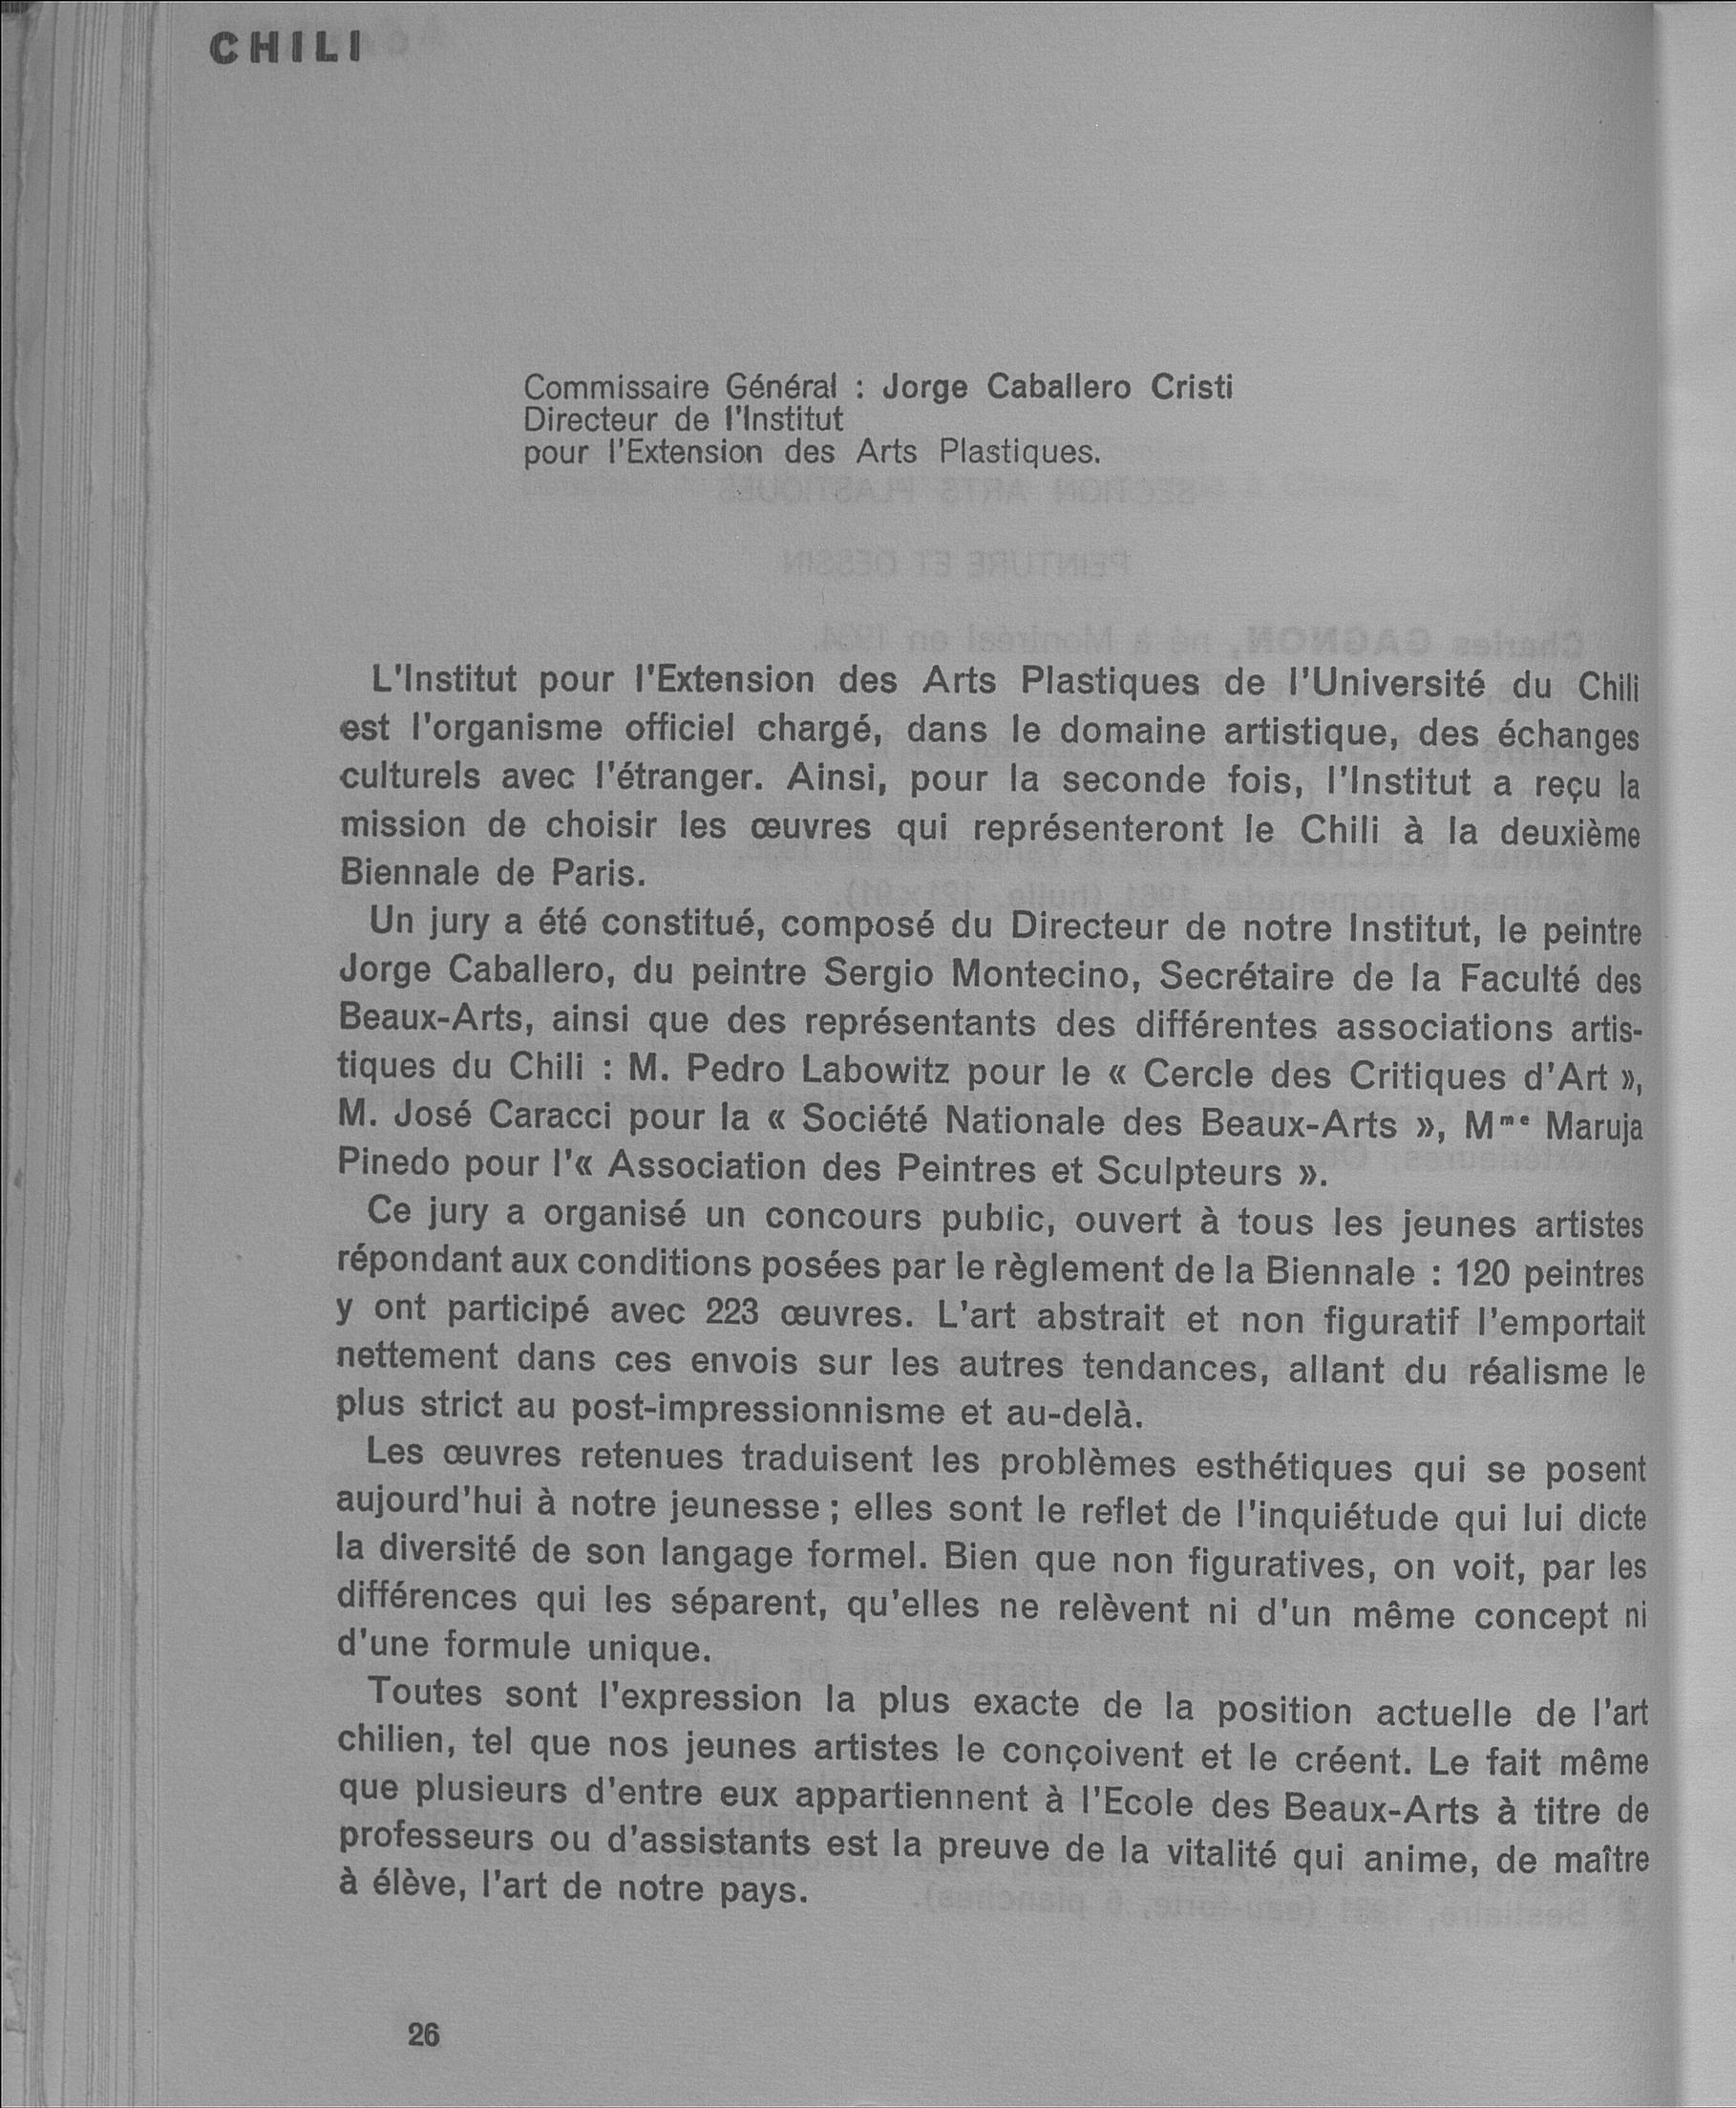 CHILI
Commissaire Général : Jorge Caballero Cristi
Directeur de l'Institut
pour l'Extension des Arts Plastiques.
L'Institut pour l'Extension des Arts Plastiques de l'Université du Chili
est l'organisme officiel chargé, dans le domaine artistique, des échanges
culturels avec l'étranger. Ainsi, pour la seconde fois, l'Institut a reçu la
mission de choisir les œuvres qui représenteront le Chili à la deuxième
Biennale de Paris.
Un jury a été constitué, composé du Directeur de notre Institut, le peintre
Jorge Caballero, du peintre Sergio Montecino, Secrétaire de la Faculté des
Beaux-Arts, ainsi que des représentants des différentes associations artis-
tiques du Chili : M. Pedro Labowitz pour le « Cercle des Critiques d'Art »,
M. José Caracci pour la « Société Nationale des Beaux-Arts », Mme Maruja
Pinedo pour l'« Association des Peintres et Sculpteurs ».
Ce jury a organisé un concours public, ouvert à tous les jeunes artistes
répondant aux conditions posées par le règlement de la Biennale : 120 peintres
y ont participé avec 223 œuvres. L'art abstrait et non figuratif l'emportait
nettement dans ces envois sur les autres tendances, allant du réalisme le
plus strict au post-impressionnisme et au-delà.
Les œuvres retenues traduisent les problèmes esthétiques qui se posent
aujourd'hui à notre jeunesse ; elles sont le reflet de l'inquiétude qui lui dicte
la diversité de son langage formel. Bien que non figuratives, on voit, par les
différences qui les séparent, qu'elles ne relèvent ni d'un même concept ni
d'une formule unique.
Toutes sont l'expression la plus exacte de la position actuelle de l'art
chilien, tel que nos jeunes artistes le conçoivent et le créent. Le fait même
que plusieurs d'entre eux appartiennent à l'Ecole des Beaux-Arts à titre de
professeurs ou d'assistants est la preuve de la vitalité qui anime, de maître
à élève, l'art de notre pays.
26